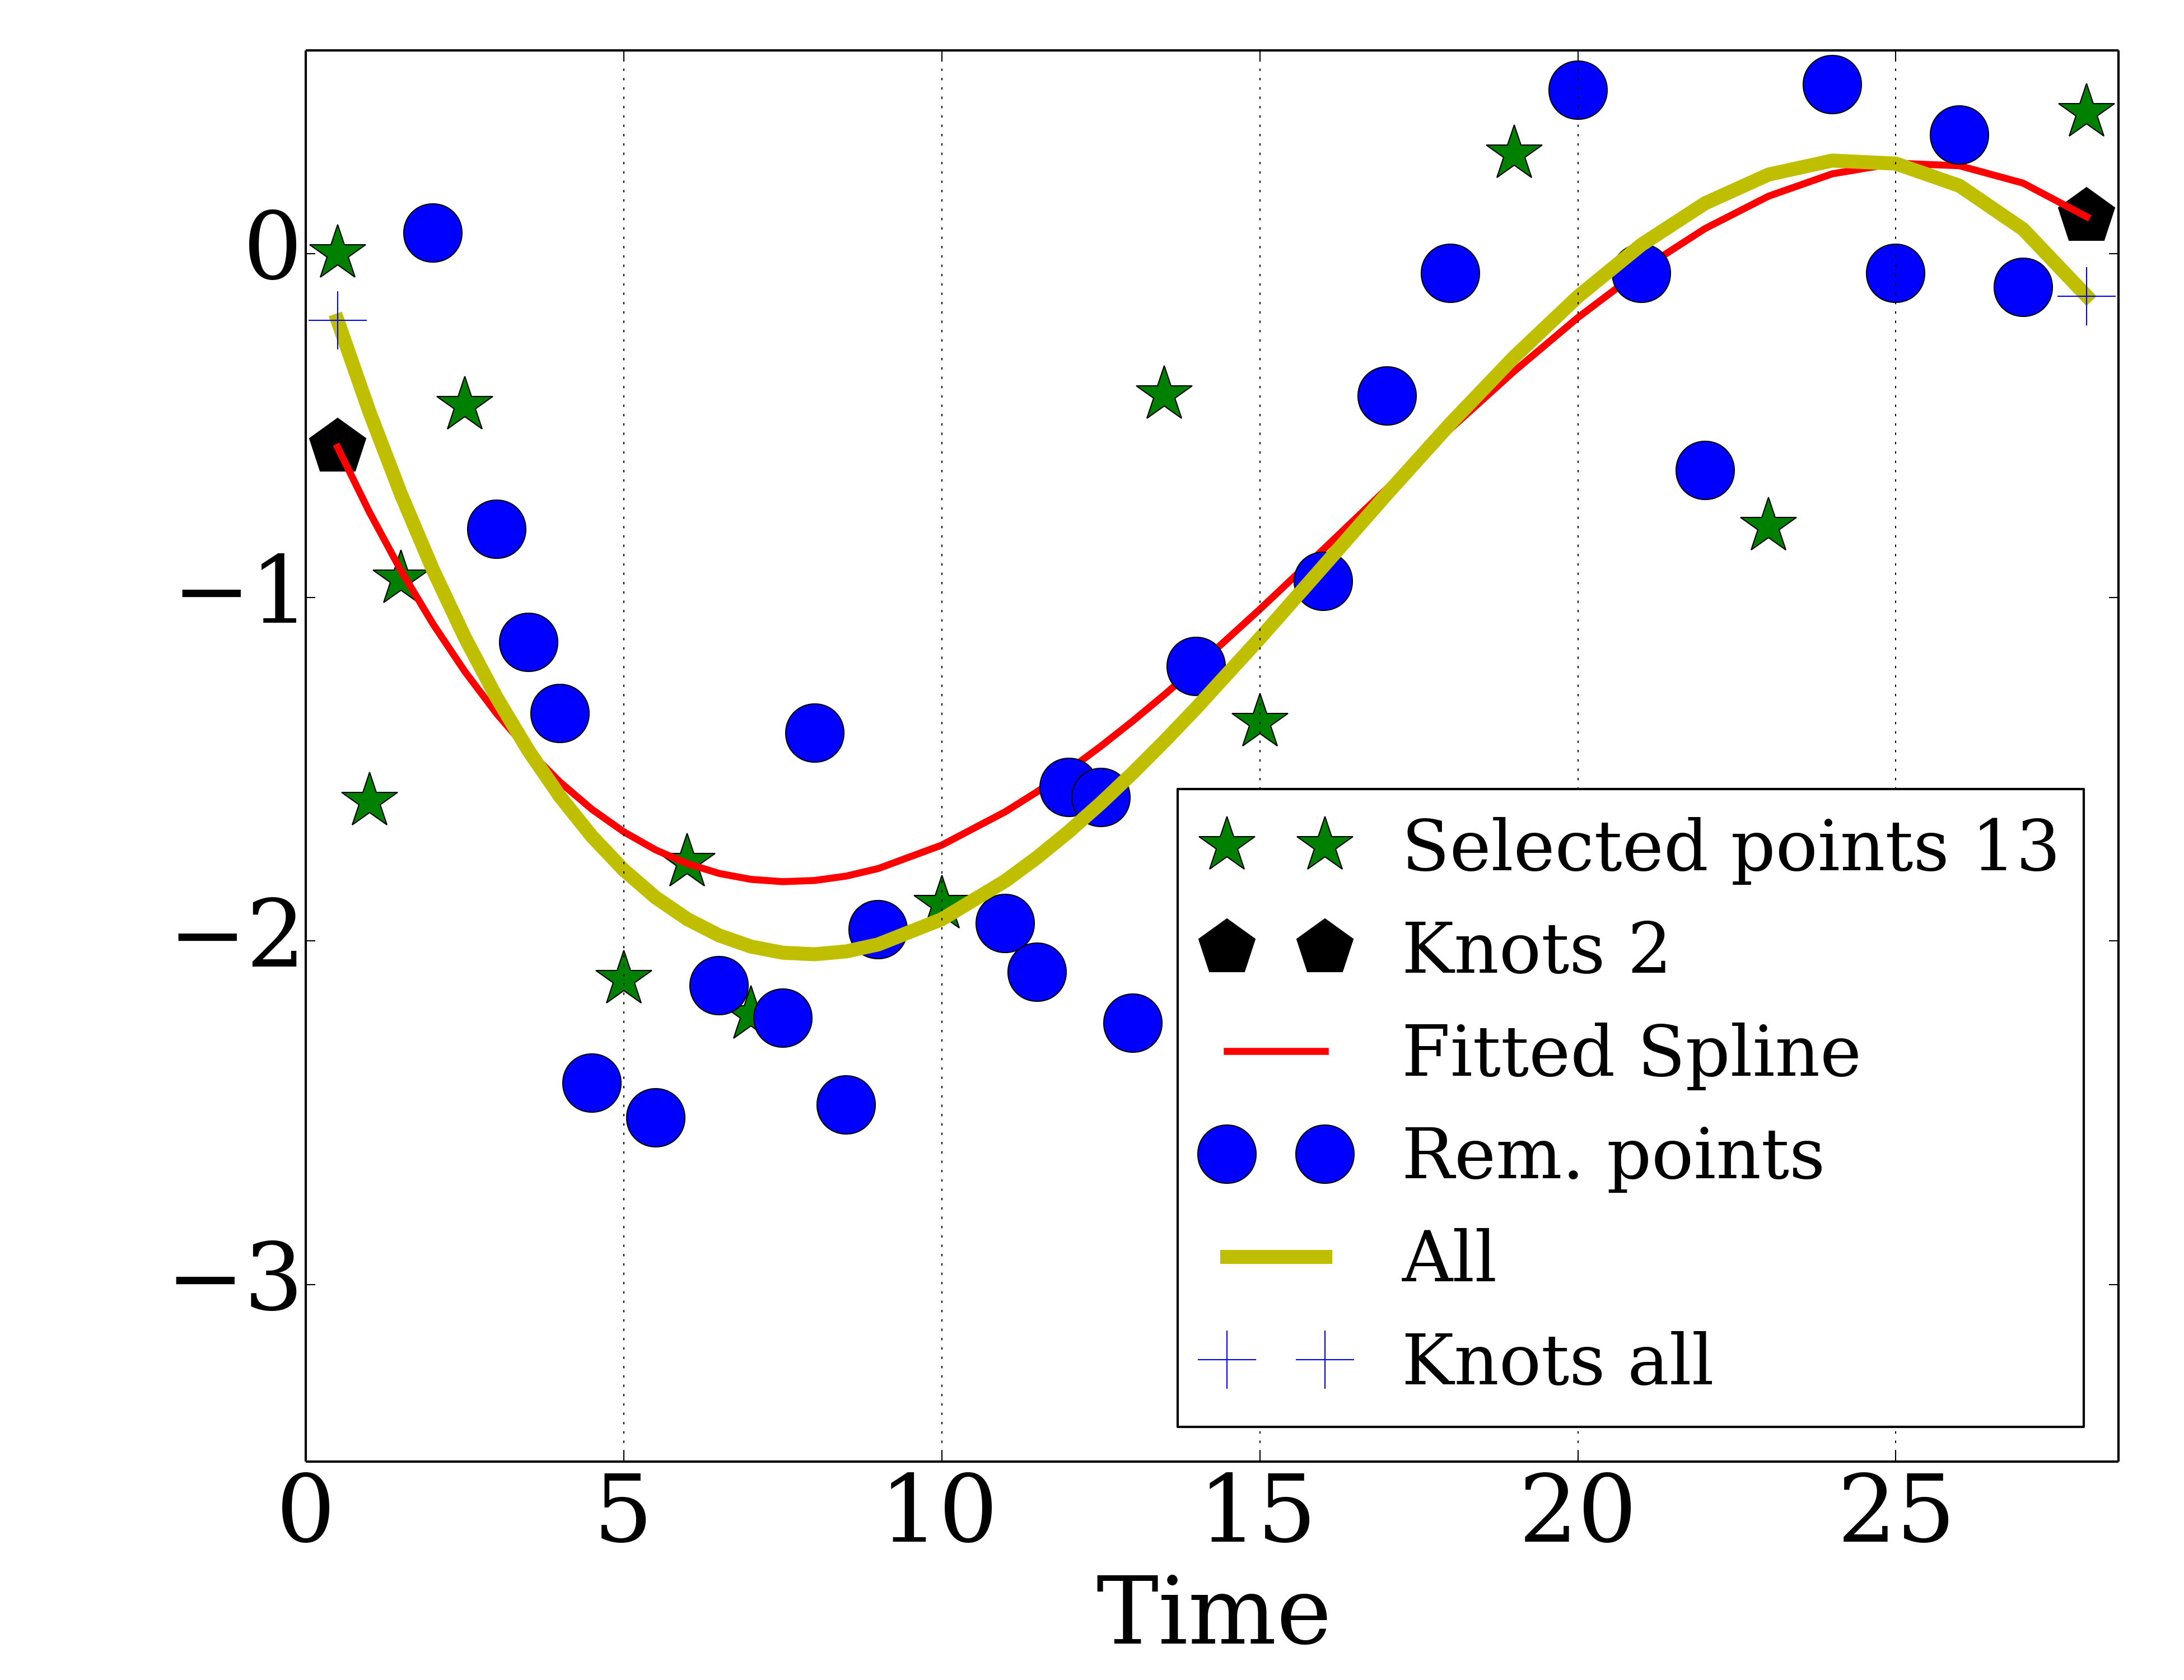 0
−1
−2
−3
Selected points 13
Knots 2
Fitted Spline
Rem. points
All
Knots all
0 5 10 15 20 25
Time